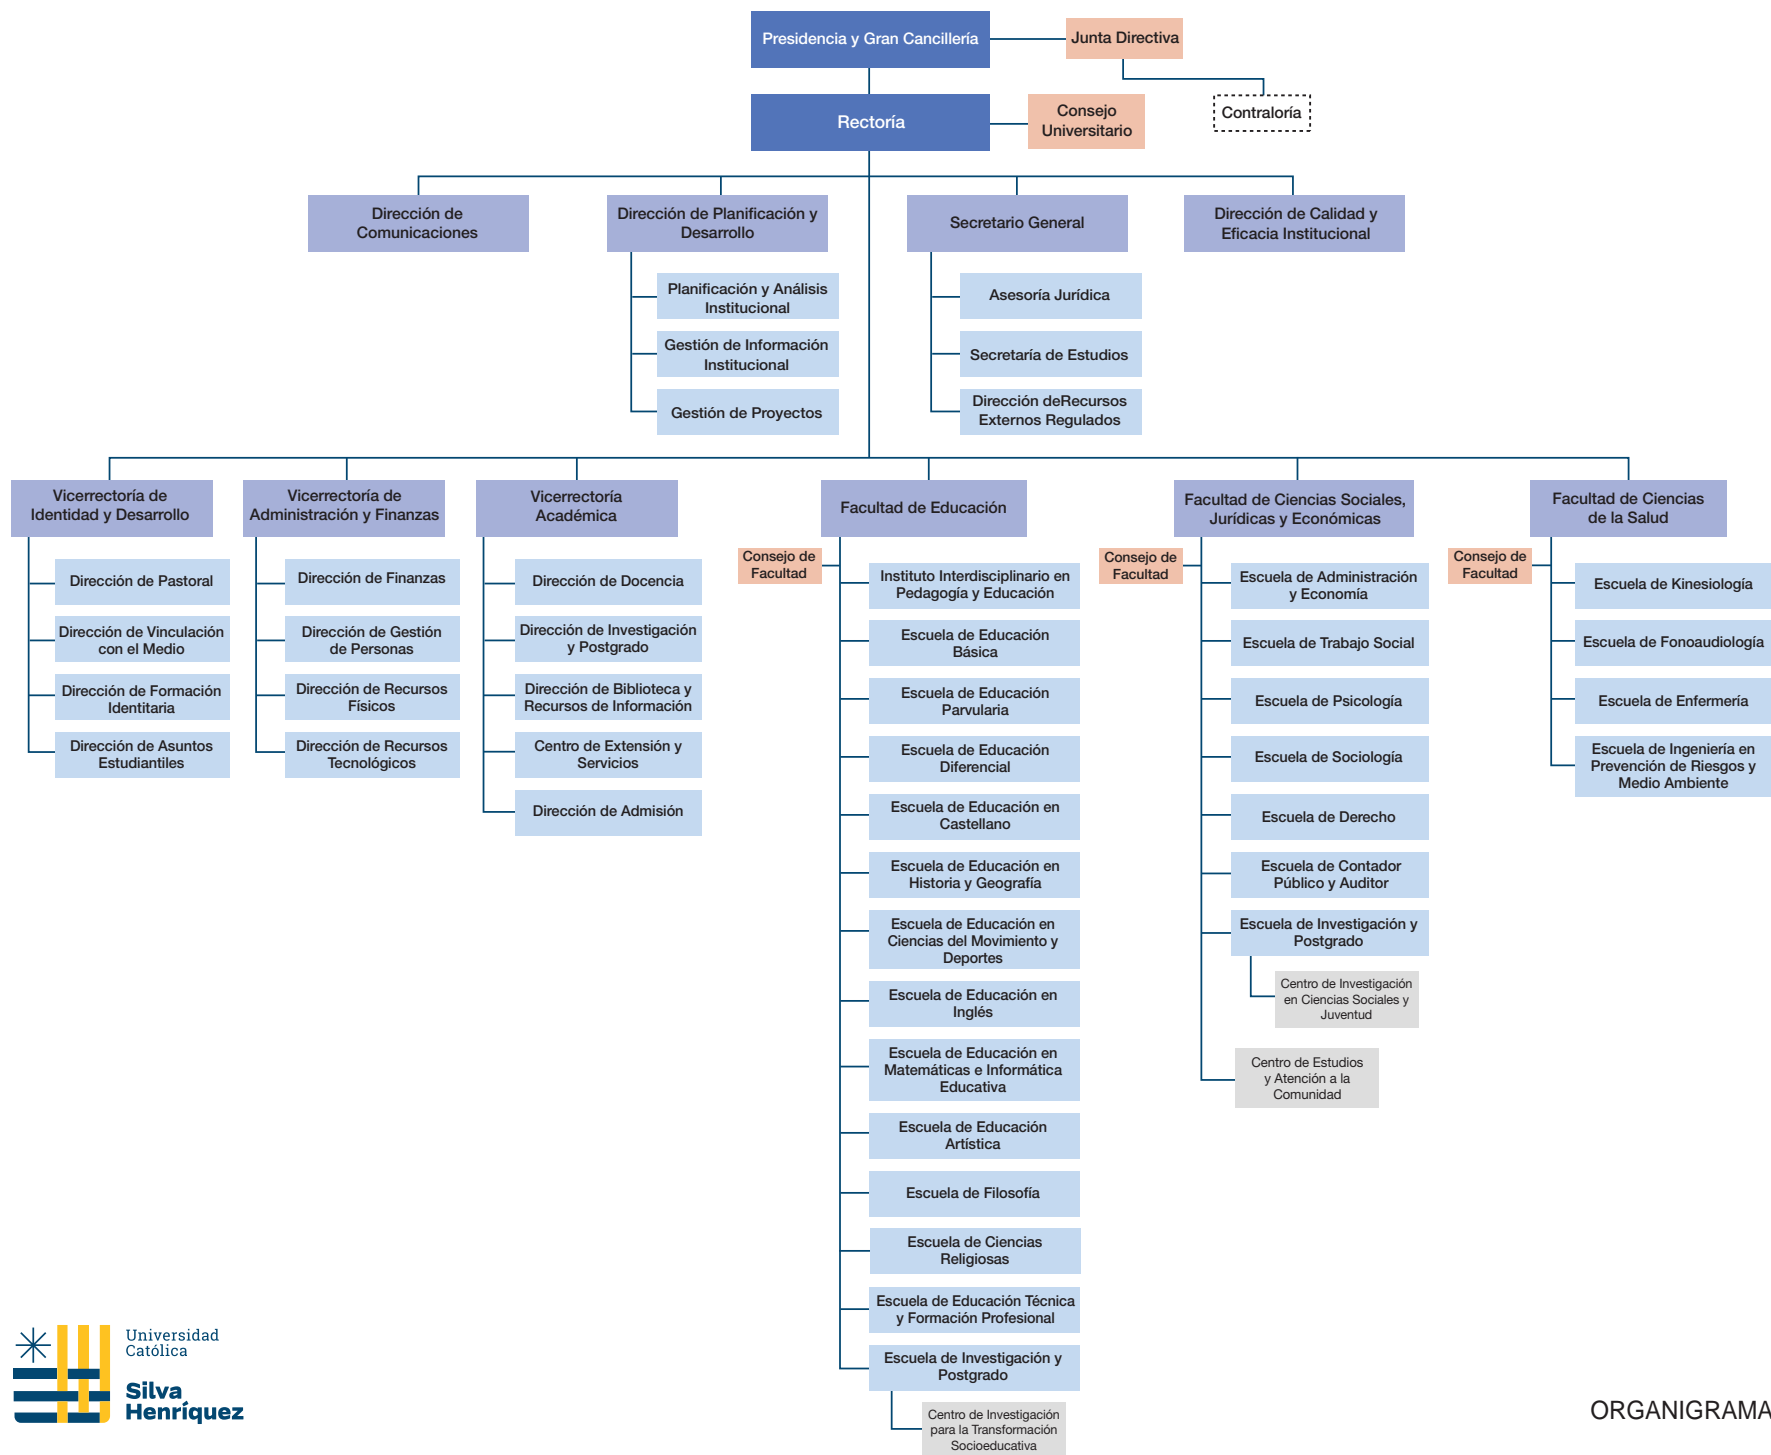 Presidencia y Gran Cancillería
Junta Directiva
Contraloría
Rectoría
Consejo
Universitario
Dirección de
Comunicaciones
Dirección de Planificación y
Desarrollo
Secretario General
Dirección de Calidad y
Eficacia Institucional
Planificación y Análisis
Institucional
Gestión de Información
Institucional
Gestión de Proyectos
Asesoría Jurídica
Secretaría de Estudios
Dirección deRecursos
Externos Regulados
Vicerrectoría de
Identidad y Desarrollo
Dirección de Pastoral
Dirección de Vinculación
con el Medio
Dirección de Formación
Identitaria
Dirección de Asuntos
Estudiantiles
Vicerrectoría de
Administración y Finanzas
Dirección de Finanzas
Dirección de Gestión
de Personas
Dirección de Recursos
Físicos
Dirección de Recursos
Tecnológicos
Vicerrectoría
Académica
Dirección de Docencia
Dirección de Investigación
y Postgrado
Dirección de Biblioteca y
Recursos de Información
Centro de Extensión y
Servicios
Dirección de Admisión
Facultad de Educación
Consejo de
Facultad
Instituto Interdisciplinario en
Pedagogía y Educación
Escuela de Educación
Básica
Escuela de Educación
Parvularia
Escuela de Educación
Diferencial
Escuela de Educación en
Castellano
Escuela de Educación en
Historia y Geografía
Escuela de Educación en
Ciencias del Movimiento y
Deportes
Escuela de Educación en
Inglés
Escuela de Educación en
Matemáticas e Informática
Educativa
Escuela de Educación
Artística
Escuela de Filosofía
Escuela de Ciencias
Religiosas
Escuela de Educación Técnica
y Formación Profesional
Escuela de Investigación y
Postgrado
Centro de Investigación
para la Transformación
Socioeducativa
Facultad de Ciencias Sociales,
Jurídicas y Económicas
Consejo de
Facultad
Escuela de Administración
y Economía
Escuela de Trabajo Social
Escuela de Psicología
Escuela de Sociología
Escuela de Derecho
Escuela de Contador
Público y Auditor
Escuela de Investigación y
Postgrado
Centro de Investigación
en Ciencias Sociales y
Juventud
Centro de Estudios
y Atención a la
Comunidad
Facultad de Ciencias
de la Salud
Consejo de
Facultad
Escuela de Kinesiología
Escuela de Fonoaudiología
Escuela de Enfermería
Escuela de Ingeniería en
Prevención de Riesgos y
Medio Ambiente
Universidad
Católica
Silva
Henríquez
ORGANIGRAMA